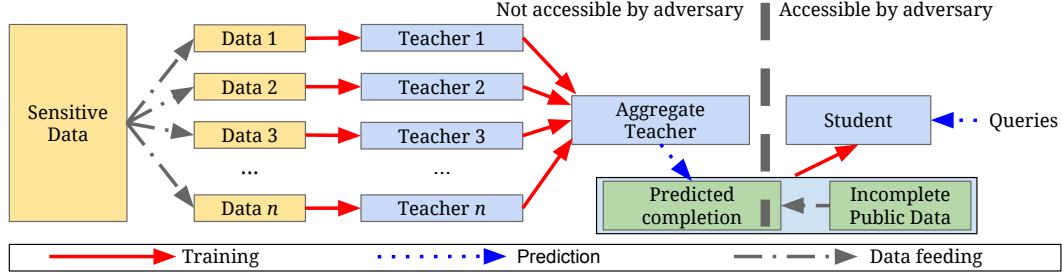 Not accessible by adversary
Accessible by adversary
Sensitive
Data
Data 1
Teacher 1
Data 2
Teacher 2
Data 3
Teacher 3
...
...
Data n
Teacher n
Aggregate
Teacher
Student
Queries
Predicted
completion
Incomplete
Public Data
Training
Prediction
Data feeding